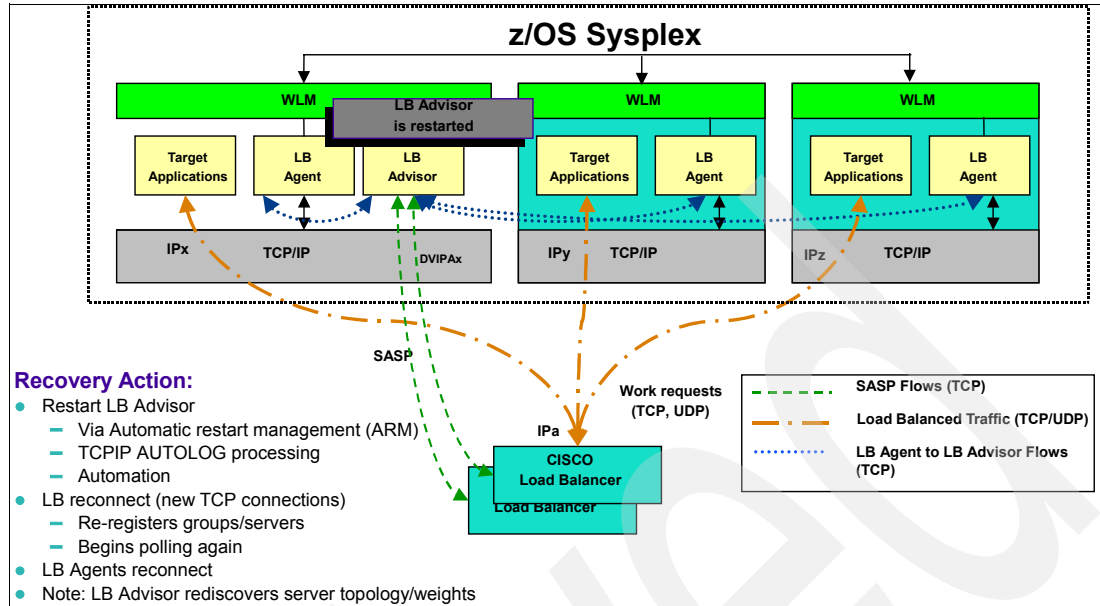 z/OS Sysplex
WLM
LB Advisor
is restarted
WLM
WLM
Target
Applications
LB
Agent
LB
Advisor
Target
Applications
LB
Agent
Target
Applications
LB
Agent
IPx
TCP/IP
DVIPAx
IPy
TCP/IP
IPz
TCP/IP
SASP
Work requests
(TCP, UDP)
IPa
CISCO
Load Balancer
Load Balancer
SASP Flows (TCP)
Load Balanced Traffic (TCP/UDP)
LB Agent to LB Advisor Flows
(TCP)
Recovery Action:
● Restart LB Advisor
– Via Automatic restart management (ARM)
– TCPIP AUTOLOG processing
– Automation
● LB reconnect (new TCP connections)
– Re-registers groups/servers
– Begins polling again
● LB Agents reconnect
● Note: LB Advisor rediscovers server topology/weights